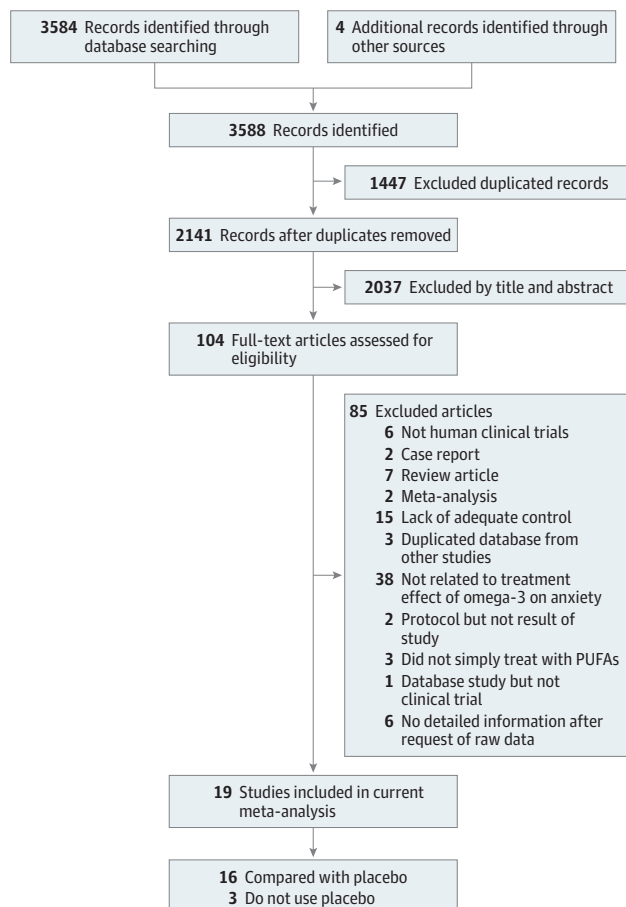 3584 Records identified through
database searching
4 Additional records identified through
other sources
3588 Records identified
1447 Excluded duplicated records
2141 Records after duplicates removed
2037 Excluded by title and abstract
104 Full-text articles assessed for
eligibility
85 Excluded articles
6 Not human clinical trials
2 Case report
7 Review article
2 Meta-analysis
15 Lack of adequate control
3 Duplicated database from
other studies
38 Not related to treatment
effect of omega-3 on anxiety
2 Protocol but not result of
study
3 Did not simply treat with PUFAs
1 Database study but not
clinical trial
6 No detailed information after
request of raw data
19 Studies included in current
meta-analysis
16 Compared with placebo
3 Do not use placebo